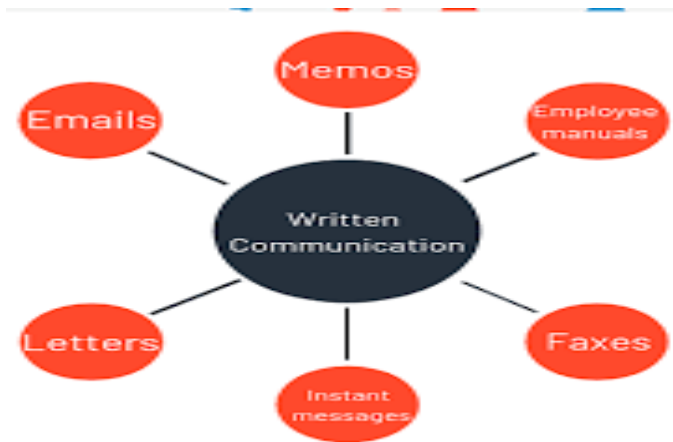 Memos
Emails
Employee
manuals
Written
Communication
Letters
Faxes
Instant
messages